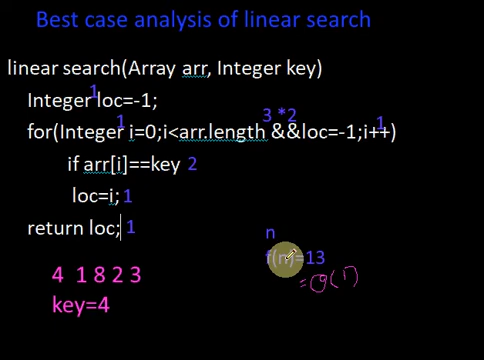 Best case analysis of linear search
linear search(Array arr, Integer key)
1
Integer loc=-1;
1 3 *2 1
for(Integer i=0;i<arr.length &&loc=-1;i++)
if arr[i]==key 2
loc=i; 1
return loc; 1
n
f(n)=13
=O(1)
4 1 8 2 3
key=4